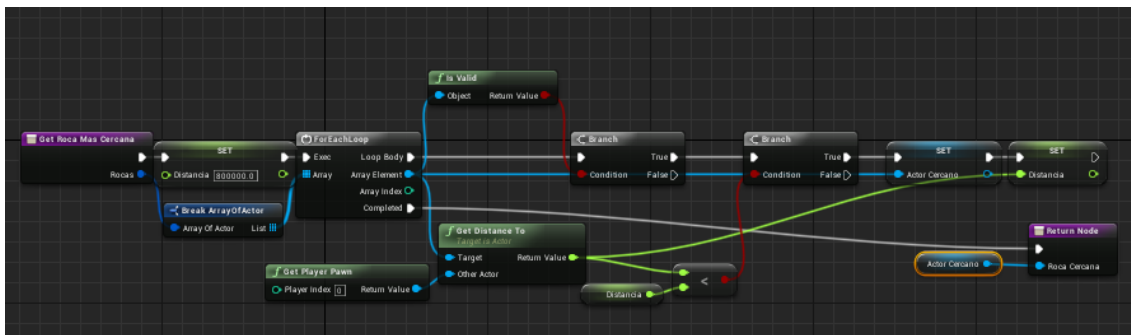 Is Valid
Object
Return Value
Get Roca Mas Cercana
Rocas
SET
Distancia
800000.0
ForEachLoop
Exec
Loop Body
Array
Array Element
Array Index
Completed
Branch
True
Condition
False
Branch
True
Condition
False
SET
Actor Cercano
SET
Distancia
Break ArrayOfActor
Array Of Actor
List
Get Distance To
Target is Actor
Target
Return Value
Other Actor
Get Player Pawn
Player Index
0
Return Value
Distancia
<
Return Node
Actor Cercano
Roca Cercana